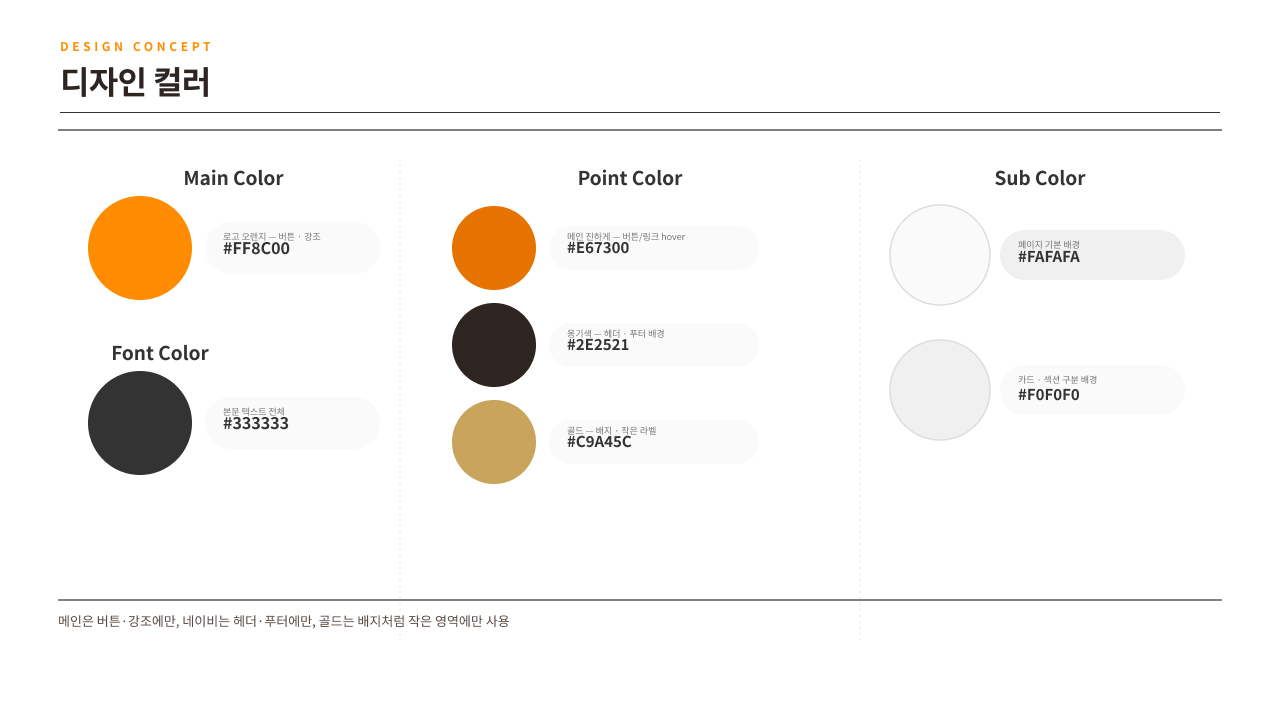 DESIGN CONCEPT
디자인 컬러
Main Color
로고 오렌지 — 버튼 · 강조
#FF8C00
Font Color
본문 텍스트 전체
#333333
Point Color
메인 진하게 — 버튼/링크 hover
#E67300
옹기색 — 헤더 · 푸터 배경
#2E2521
골드 — 배지 · 작은 라벨
#C9A45C
Sub Color
페이지 기본 배경
#FAFAFA
카드 · 섹션 구분 배경
#F0F0F0
메인은 버튼·강조에만, 네이비는 헤더·푸터에만, 골드는 배지처럼 작은 영역에만 사용